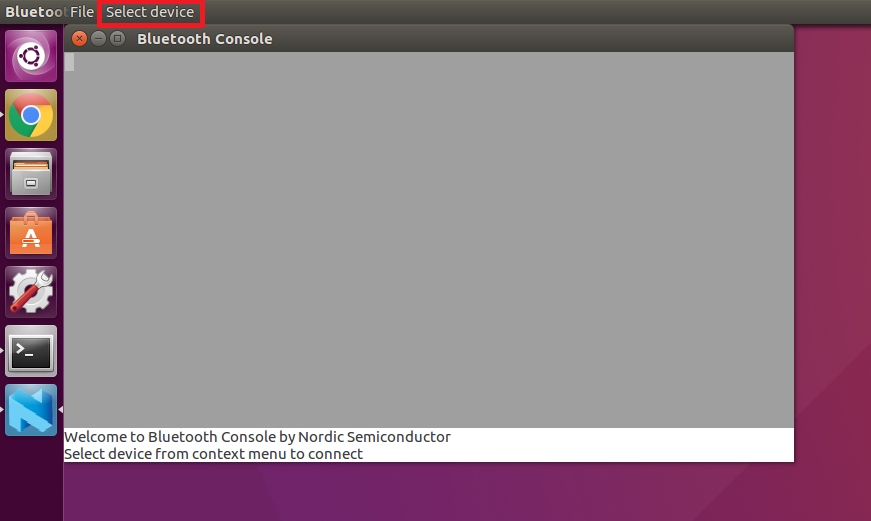 Bluetoo File Select device
Bluetooth Console
Welcome to Bluetooth Console by Nordic Semiconductor
Select device from context menu to connect